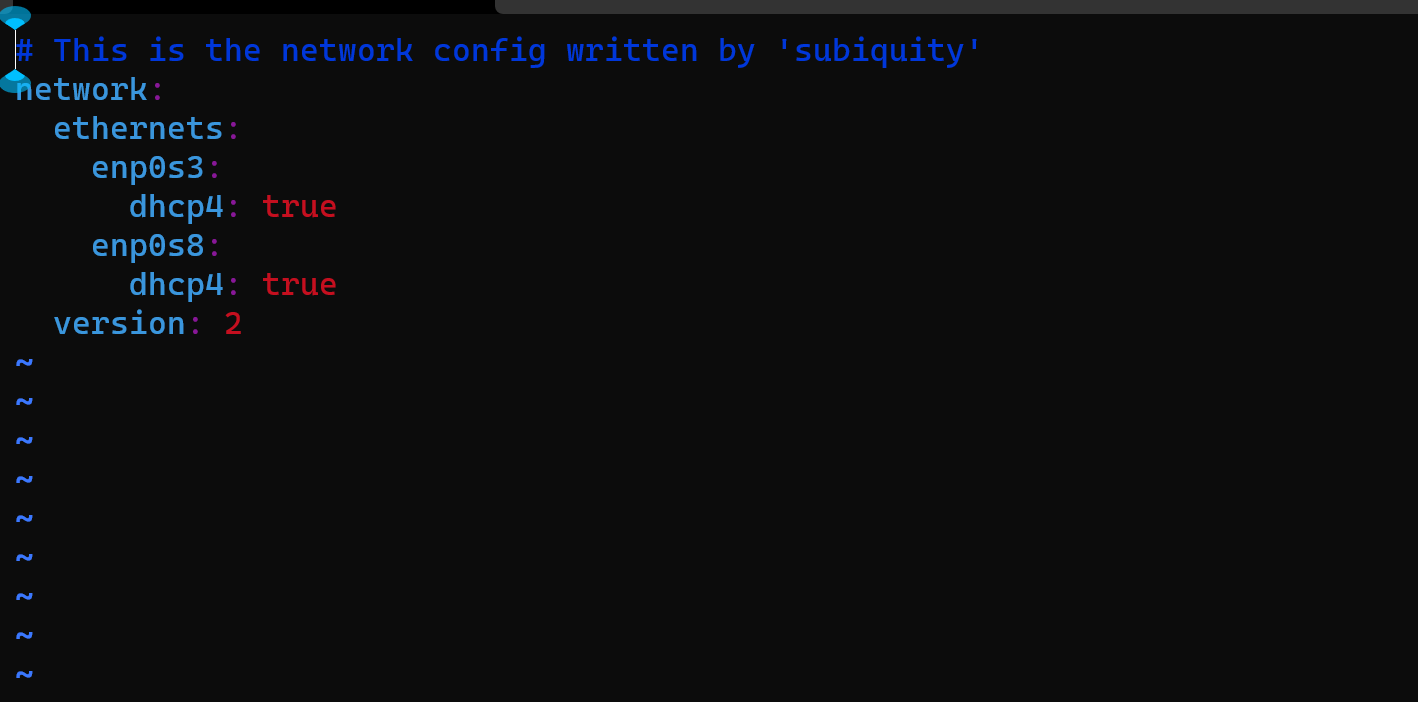 # This is the network config written by 'subiquity'
network:
  ethernets:
    enp0s3:
      dhcp4: true
    enp0s8:
      dhcp4: true
  version: 2
~
~
~
~
~
~
~
~
~